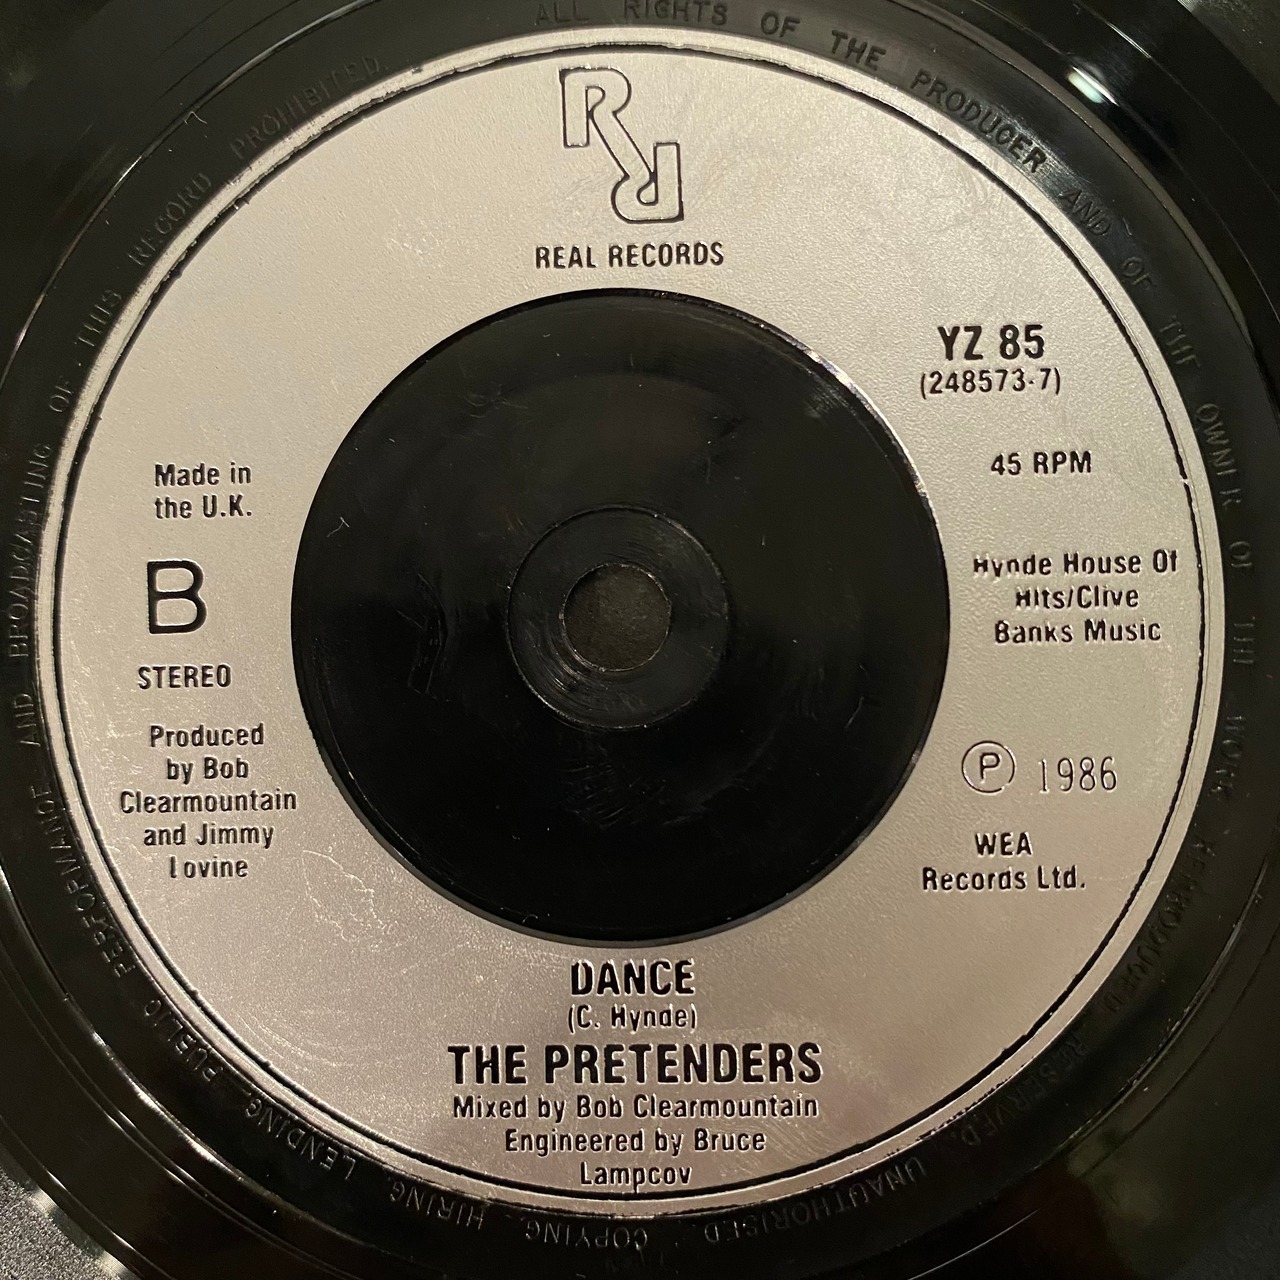 ALL RIGHTS OF THE PRODUCER AND OF THE OWNER OF THE WORK REPRODUCED RESERVED. UNAUTHORISED COPYING, HIRING, LENDING, PUBLIC PERFORMANCE AND BROADCASTING OF THIS RECORD PROHIBITED.
RR
REAL RECORDS
YZ 85
(248573-7)
45 RPM
Made in
the U.K.
B
STEREO
Hynde House Of
Hits/Clive
Banks Music
Produced
by Bob
Clearmountain
and Jimmy
Lovine
℗ 1986
WEA
Records Ltd.
DANCE
(C. Hynde)
THE PRETENDERS
Mixed by Bob Clearmountain
Engineered by Bruce
Lampcov